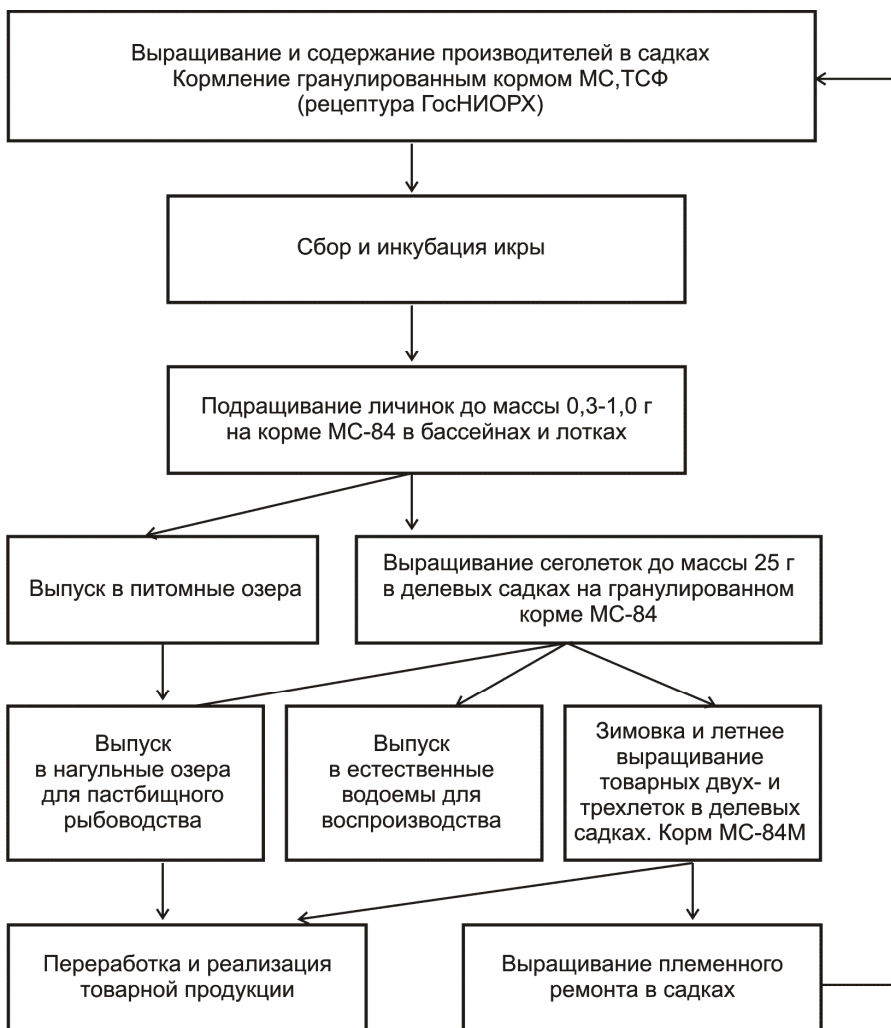 Выращивание и содержание производителей в садках
Кормление гранулированным кормом МС,ТСФ
(рецептура ГосНИОРХ)
Сбор и инкубация икры
Подращивание личинок до массы 0,3-1,0 г
на корме МС-84 в бассейнах и лотках
Выпуск в питомные озера
Выращивание сеголеток до массы 25 г
в делевых садках на гранулированном
корме МС-84
Выпуск
в нагульные озера
для пастбищного
рыбоводства
Выпуск
в естественные
водоемы для
воспроизводства
Зимовка и летнее
выращивание
товарных двух- и
трехлеток в делевых
садках. Корм МС-84М
Переработка и реализация
товарной продукции
Выращивание племенного
ремонта в садках